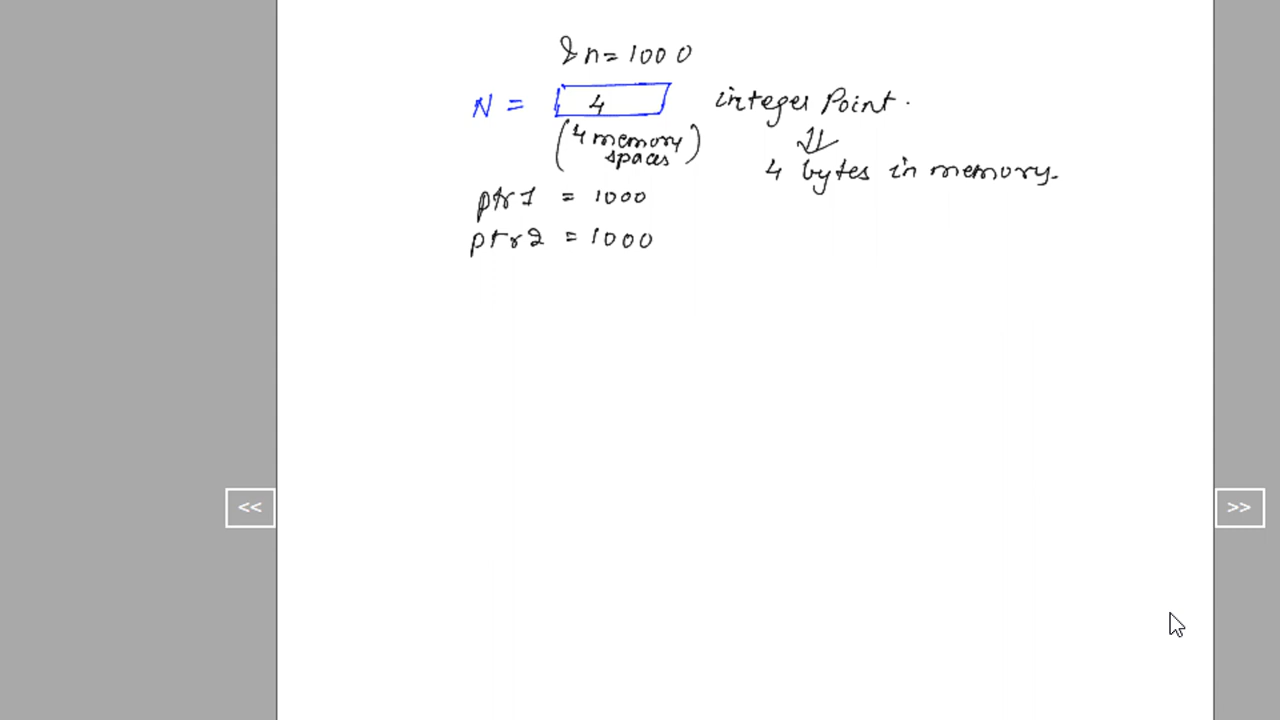 &n=1000
N = 4 integer Point.
(4 memory
spaces)
⇓
4 bytes in memory.
ptr1 = 1000
ptr2 = 1000
<< >>